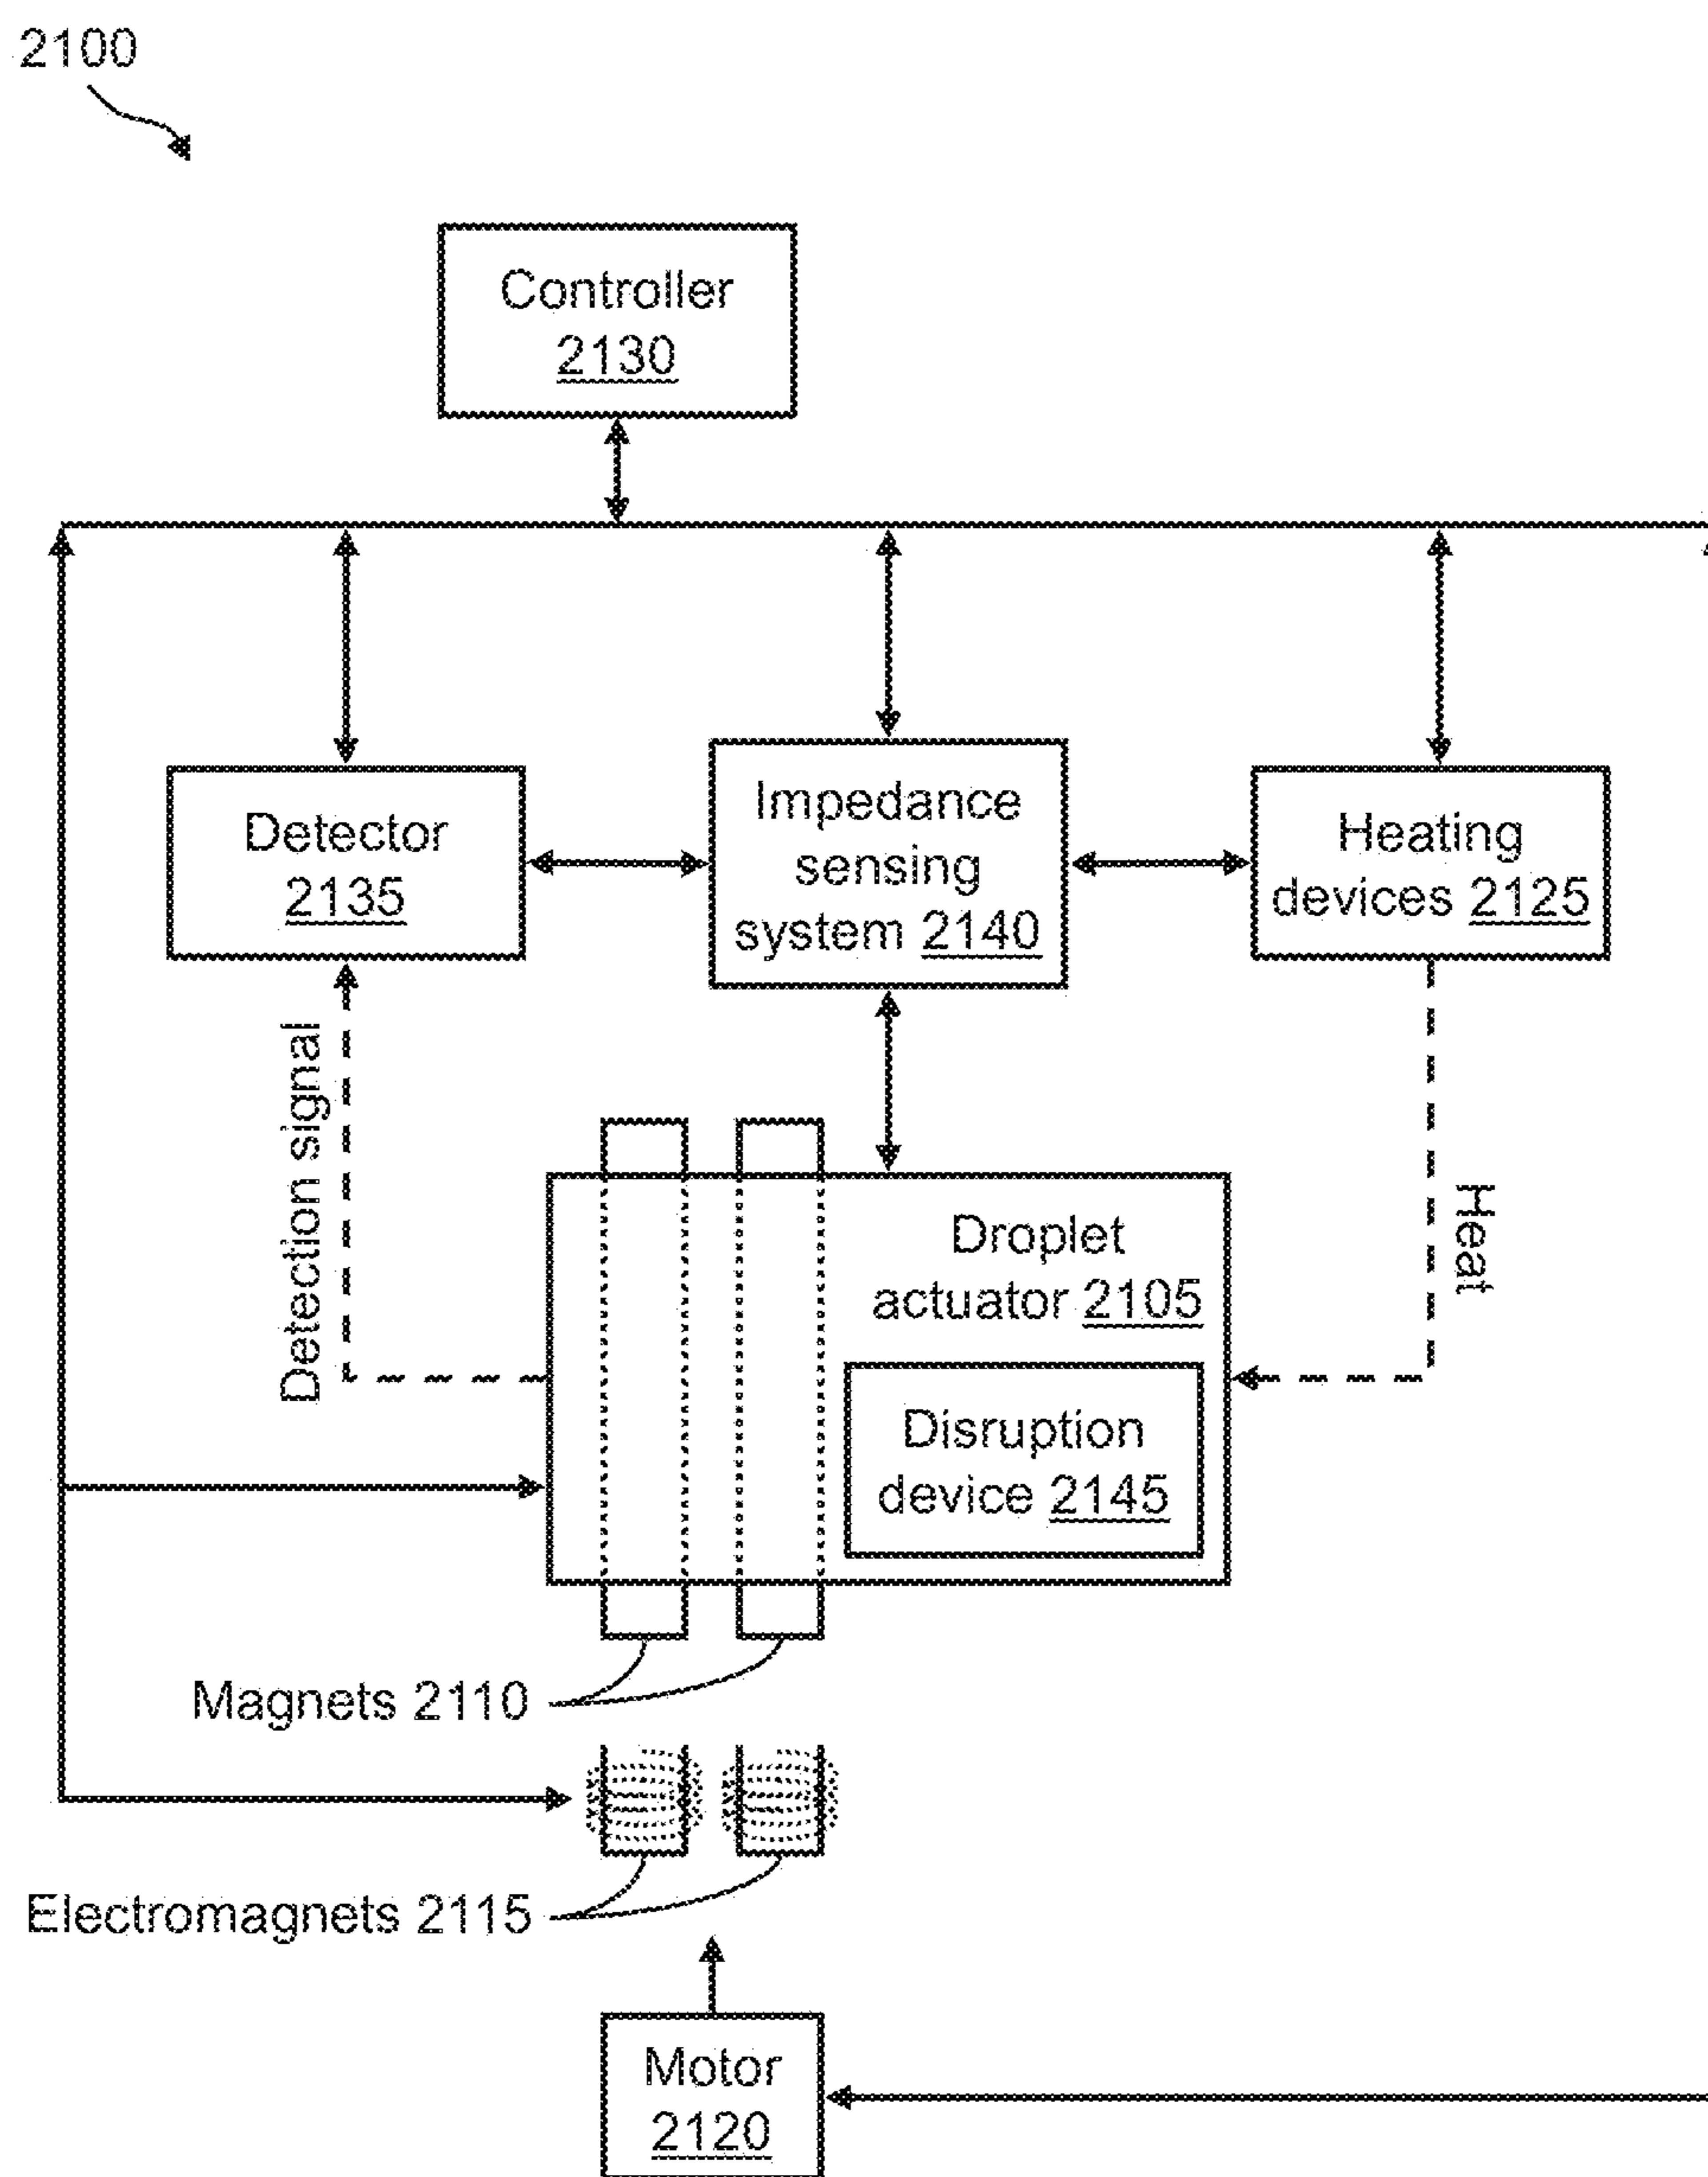 2100
Controller
2130
Detector
2135
Impedance
sensing
system 2140
Heating
devices 2125
Detection signal
Heat
Droplet
actuator 2105
Disruption
device 2145
Magnets 2110
Electromagnets 2115
Motor
2120